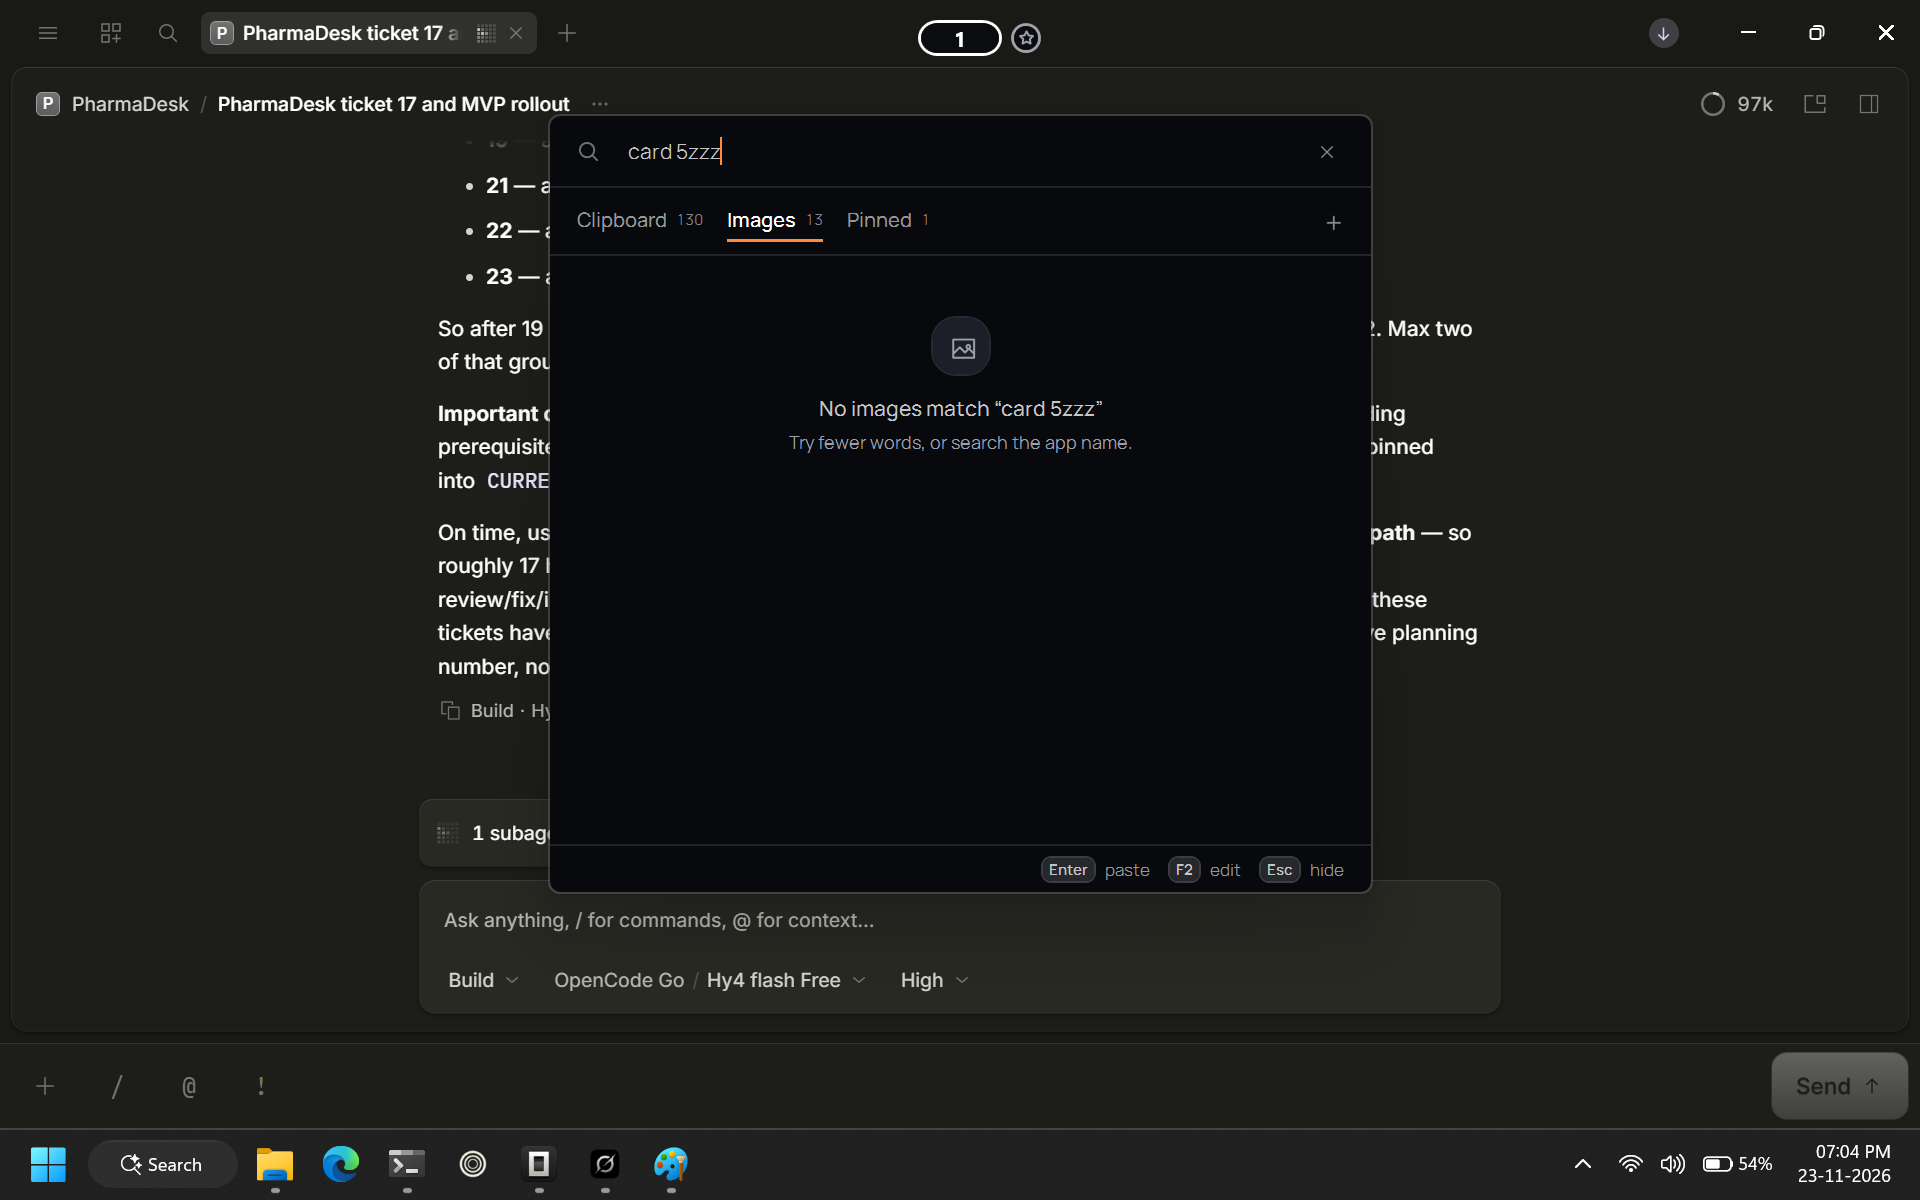 P PharmaDesk ticket 17 a
1
P PharmaDesk / PharmaDesk ticket 17 and MVP rollout ...
97k
card 5zzz
Clipboard 130 Images 13 Pinned 1
21 —
22 —
23 —
No images match “card 5zzz”
Try fewer words, or search the app name.
So after 19
2. Max two
of that
Important
prerequisite
pinned
into CURRE
On time, us
path — so
roughly 17
review/fix/i
these
tickets have
planning
number, no
Build · Hy
1 subage
Enter paste F2 edit Esc hide
Ask anything, / for commands, @ for context...
Build OpenCode Go / Hy4 flash Free High
+ / @ !
Send ↑
Search
54%
07:04 PM
23-11-2026